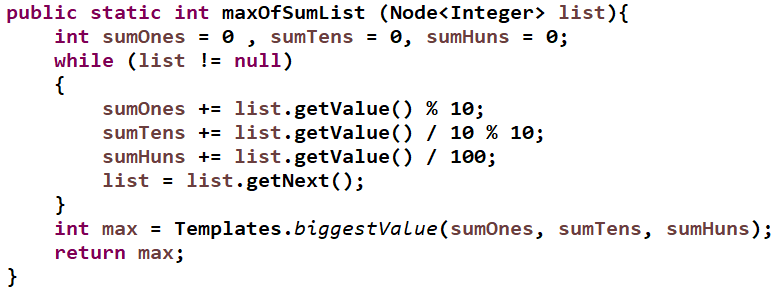 public static int maxOfSumList (Node<Integer> list){
    int sumOnes = 0 , sumTens = 0, sumHuns = 0;
    while (list != null)
    {
        sumOnes += list.getValue() % 10;
        sumTens += list.getValue() / 10 % 10;
        sumHuns += list.getValue() / 100;
        list = list.getNext();
    }
    int max = Templates.biggestValue(sumOnes, sumTens, sumHuns);
    return max;
}